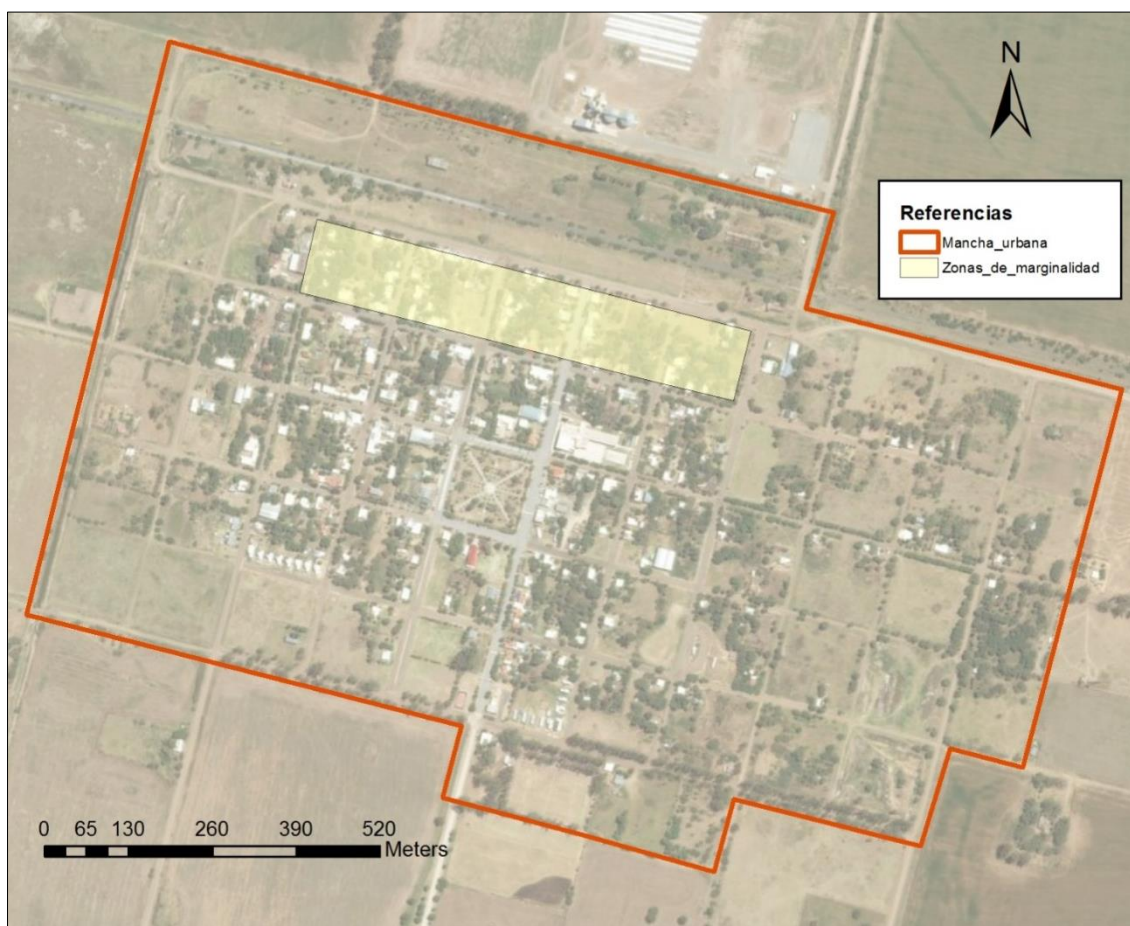 N
Referencias
Mancha_urbana
Zonas_de_marginalidad
0 65 130 260 390 520
Meters